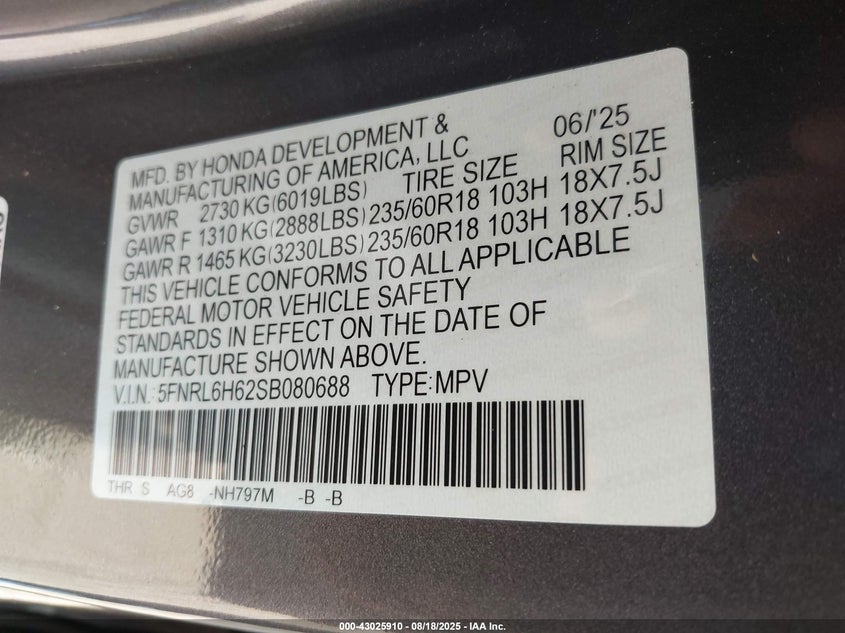 MFD. BY HONDA DEVELOPMENT & 06/'25
MANUFACTURING OF AMERICA, LLC RIM SIZE
GVWR 2730 KG(6019LBS) TIRE SIZE
GAWR F 1310 KG(2888LBS) 235/60R18 103H 18X7.5J
GAWR R 1465 KG(3230LBS) 235/60R18 103H 18X7.5J
THIS VEHICLE CONFORMS TO ALL APPLICABLE
FEDERAL MOTOR VEHICLE SAFETY
STANDARDS IN EFFECT ON THE DATE OF
MANUFACTURE SHOWN ABOVE.
V.I.N.: 5FNRL6H62SB080688 TYPE:MPV
THR S AG8 -NH797M -B -B
000-43025910 - 08/18/2025 - IAA Inc.